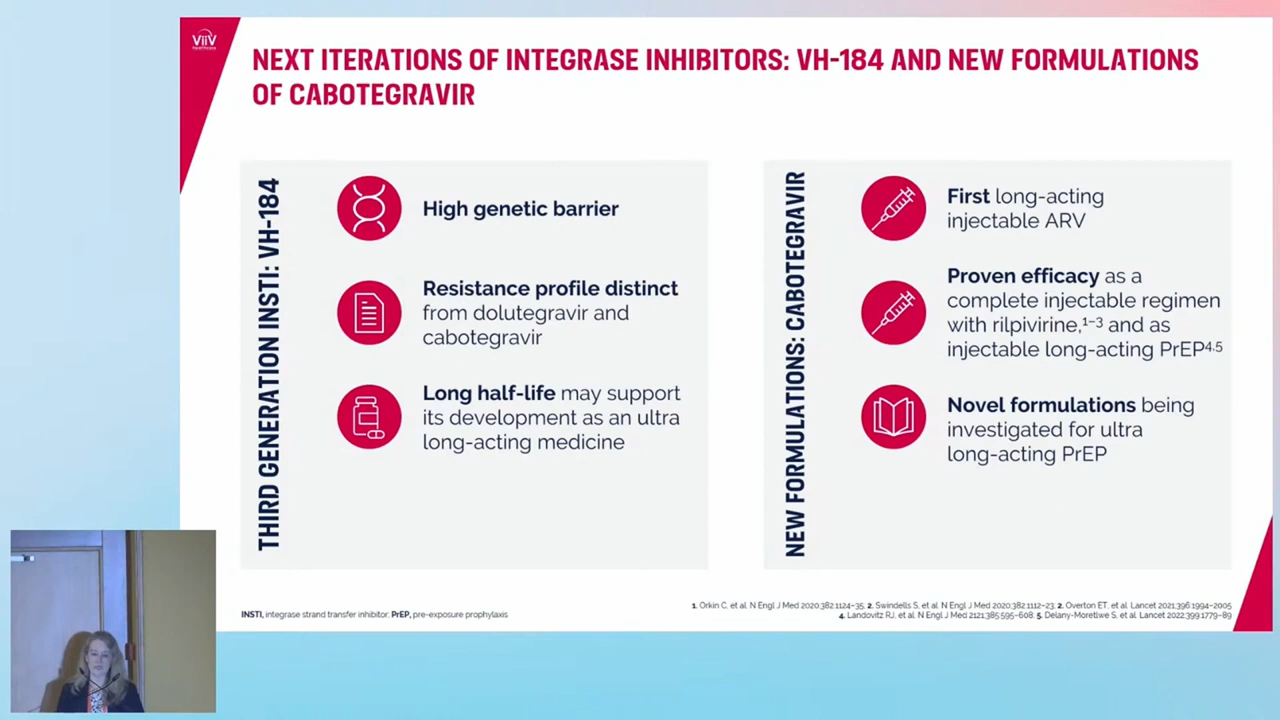 ViiV
Healthcare
NEXT ITERATIONS OF INTEGRASE INHIBITORS: VH-184 AND NEW FORMULATIONS
OF CABOTEGRAVIR
THIRD GENERATION INSTI: VH-184
High genetic barrier
Resistance profile distinct
from dolutegravir and
cabotegravir
Long half-life may support
its development as an ultra
long-acting medicine
NEW FORMULATIONS: CABOTEGRAVIR
First long-acting
injectable ARV
Proven efficacy as a
complete injectable regimen
with rilpivirine,¹⁻³ and as
injectable long-acting PrEP⁴,⁵
Novel formulations being
investigated for ultra
long-acting PrEP
INSTI, integrase strand transfer inhibitor; PrEP, pre-exposure prophylaxis
1. Orkin C, et al. N Engl J Med 2020;382:1124–35; 2. Swindells S, et al. N Engl J Med 2020;382:1112–23; 2. Overton ET, et al. Lancet 2021;396:1994–2005
4. Landovitz RJ, et al. N Engl J Med 2121;385:595–608; 5. Delany-Moretlwe S, et al. Lancet 2022;399:1779–89